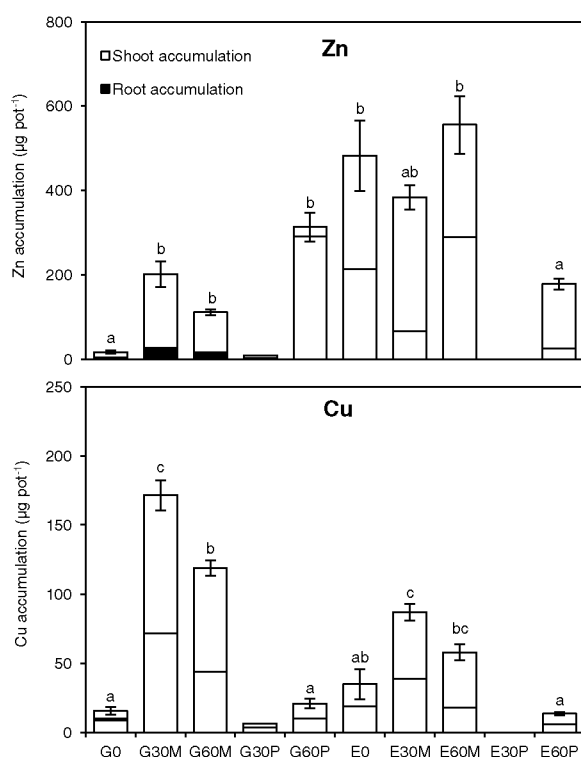 Zn
Shoot accumulation
Root accumulation
Zn accumulation (µg pot⁻¹)
800
600
400
200
0
a
b
b
b
b
ab
b
a
Cu
Cu accumulation (µg pot⁻¹)
250
200
150
100
50
0
a
c
b
a
ab
c
bc
a
G0 G30M G60M G30P G60P E0 E30M E60M E30P E60P